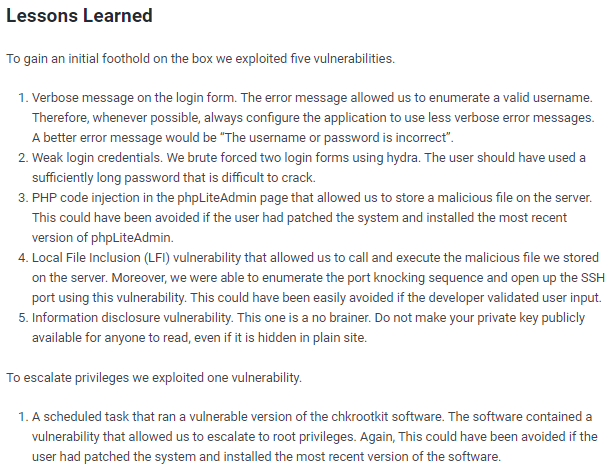 Lessons Learned
To gain an initial foothold on the box we exploited five vulnerabilities.
1. Verbose message on the login form. The error message allowed us to enumerate a valid username.
Therefore, whenever possible, always configure the application to use less verbose error messages.
A better error message would be “The username or password is incorrect”.
2. Weak login credentials. We brute forced two login forms using hydra. The user should have used a
sufficiently long password that is difficult to crack.
3. PHP code injection in the phpLiteAdmin page that allowed us to store a malicious file on the server.
This could have been avoided if the user had patched the system and installed the most recent
version of phpLiteAdmin.
4. Local File Inclusion (LFI) vulnerability that allowed us to call and execute the malicious file we stored
on the server. Moreover, we were able to enumerate the port knocking sequence and open up the SSH
port using this vulnerability. This could have been easily avoided if the developer validated user input.
5. Information disclosure vulnerability. This one is a no brainer. Do not make your private key publicly
available for anyone to read, even if it is hidden in plain site.
To escalate privileges we exploited one vulnerability.
1. A scheduled task that ran a vulnerable version of the chkrootkit software. The software contained a
vulnerability that allowed us to escalate to root privileges. Again, This could have been avoided if the
user had patched the system and installed the most recent version of the software.